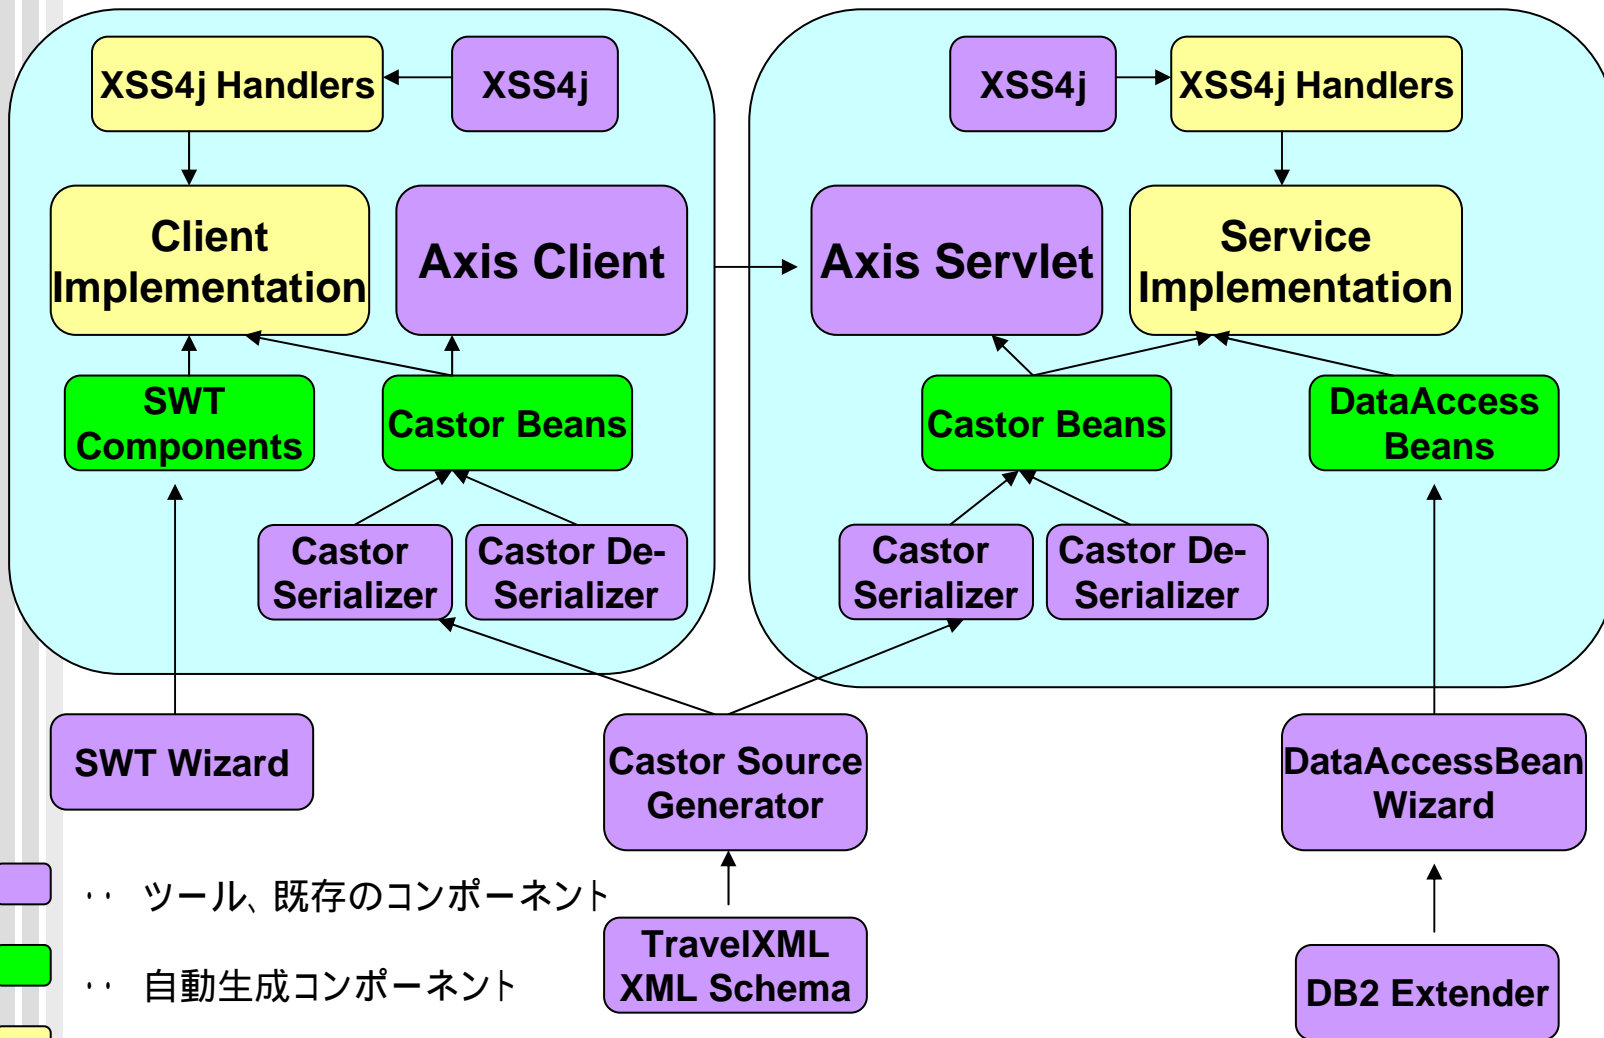 XSS4j Handlers
XSS4j
XSS4j
XSS4j Handlers
Client
Implementation
Axis Client
Axis Servlet
Service
Implementation
SWT
Components
Castor Beans
Castor Beans
DataAccess
Beans
Castor
Serializer
Castor De-
Serializer
Castor
Serializer
Castor De-
Serializer
SWT Wizard
Castor Source
Generator
DataAccessBean
Wizard
‥ ツール、既存のコンポーネント
TravelXML
XML Schema
‥ 自動生成コンポーネント
DB2 Extender